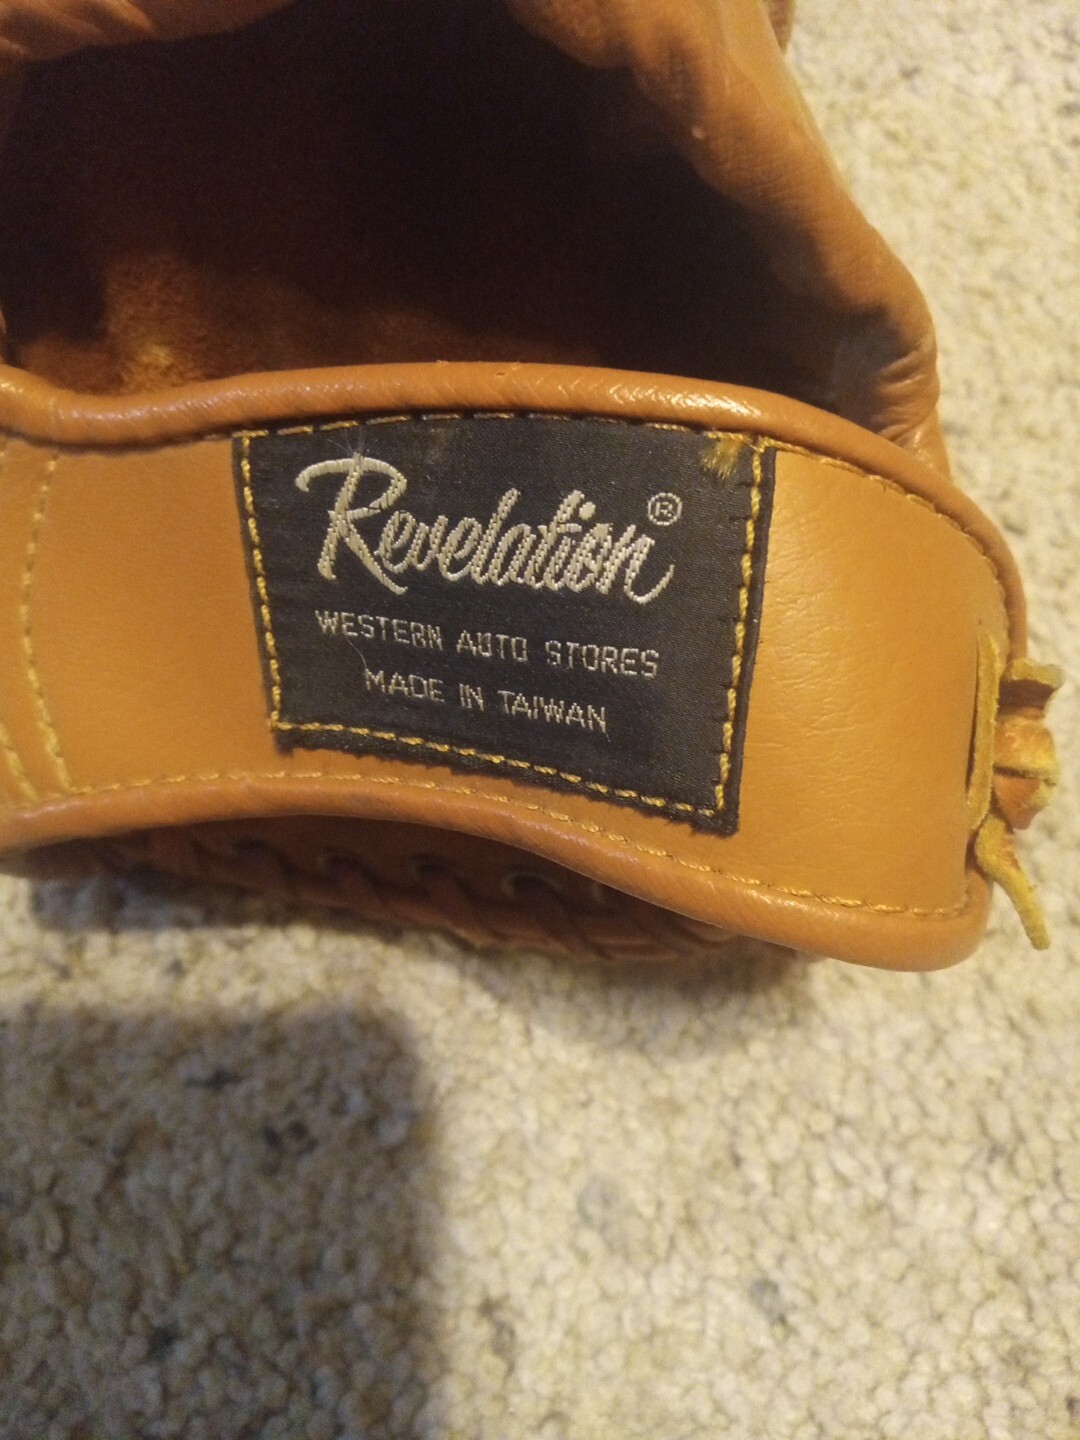 Revelation®
WESTERN AUTO STORES
MADE IN TAIWAN